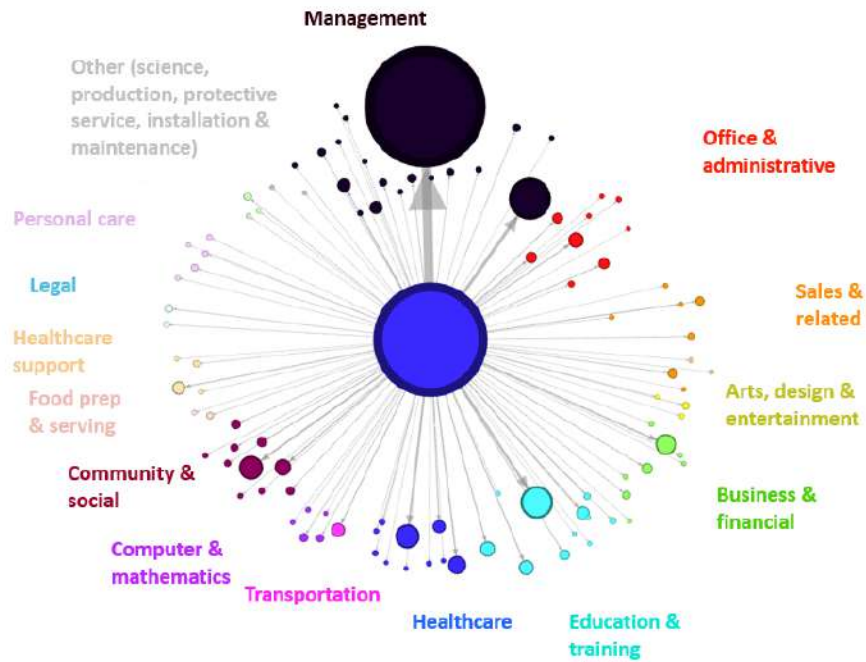 Management
Other (science,
production, protective
service, installation &
maintenance)
Office &
administrative
Personal care
Legal
Sales &
related
Healthcare
support
Food prep
& serving
Arts, design &
entertainment
Community &
social
Business &
financial
Computer &
mathematics
Transportation
Healthcare
Education &
training